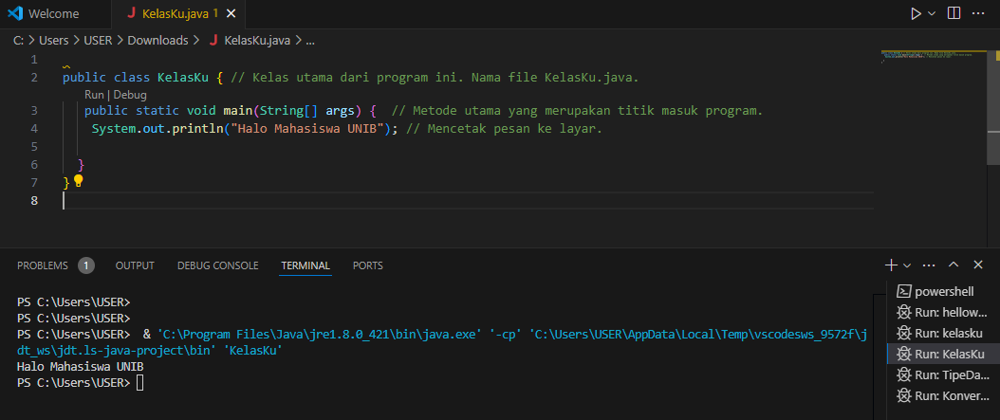 Welcome
KelasKu.java 1
C: > Users > USER > Downloads > KelasKu.java > ...
1
2 public class KelasKu { // Kelas utama dari program ini. Nama file KelasKu.java.
Run | Debug
3 public static void main(String[] args) {  // Metode utama yang merupakan titik masuk program.
4 System.out.println("Halo Mahasiswa UNIB"); // Mencetak pesan ke layar.
5
6 }
7 }
8
PROBLEMS 1 OUTPUT DEBUG CONSOLE TERMINAL PORTS
PS C:\Users\USER>
PS C:\Users\USER>
PS C:\Users\USER>  & 'C:\Program Files\Java\jre1.8.0_421\bin\java.exe' '-cp' 'C:\Users\USER\AppData\Local\Temp\vscodesws_9572f\j
dt_ws\jdt.ls-java-project\bin' 'KelasKu'
Halo Mahasiswa UNIB
PS C:\Users\USER>
powershell
Run: hellow...
Run: kelasku
Run: KelasKu
Run: TipeDa...
Run: Konver...